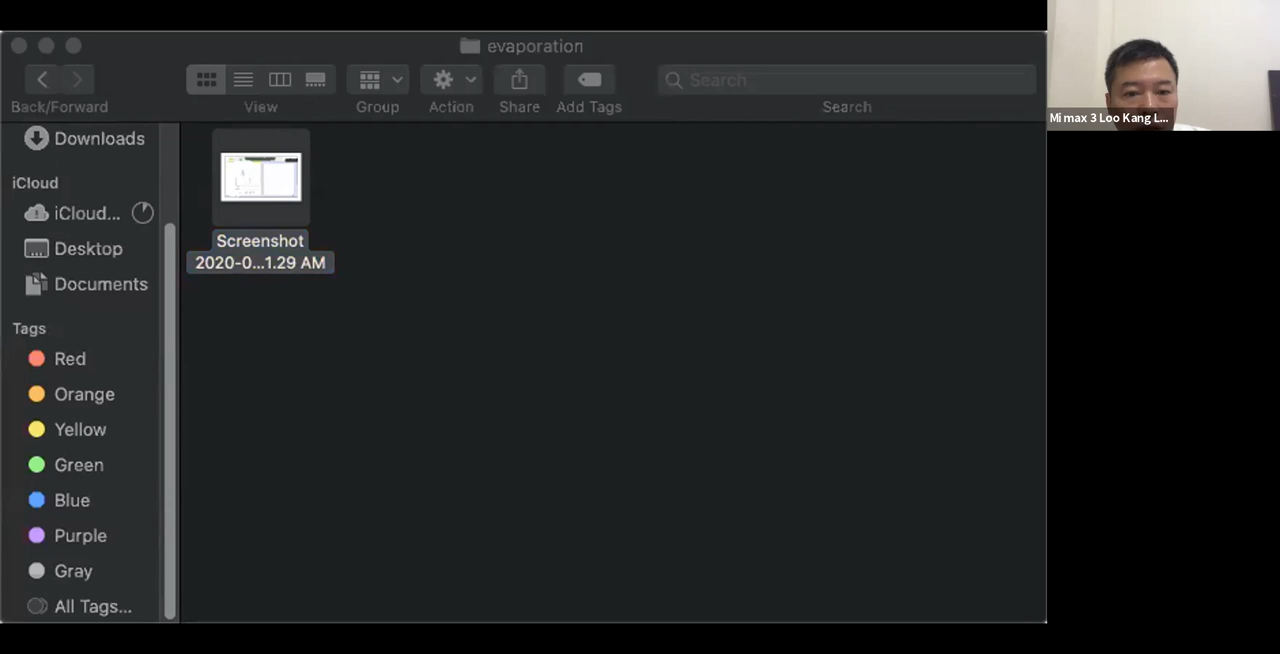 evaporation
Back/Forward
View
Group
Action
Share
Add Tags
Search
Search
Downloads
iCloud
iCloud...
Desktop
Documents
Tags
Red
Orange
Yellow
Green
Blue
Purple
Gray
All Tags...
Screenshot
2020-0...1.29 AM
Mi max 3 Loo Kang L...